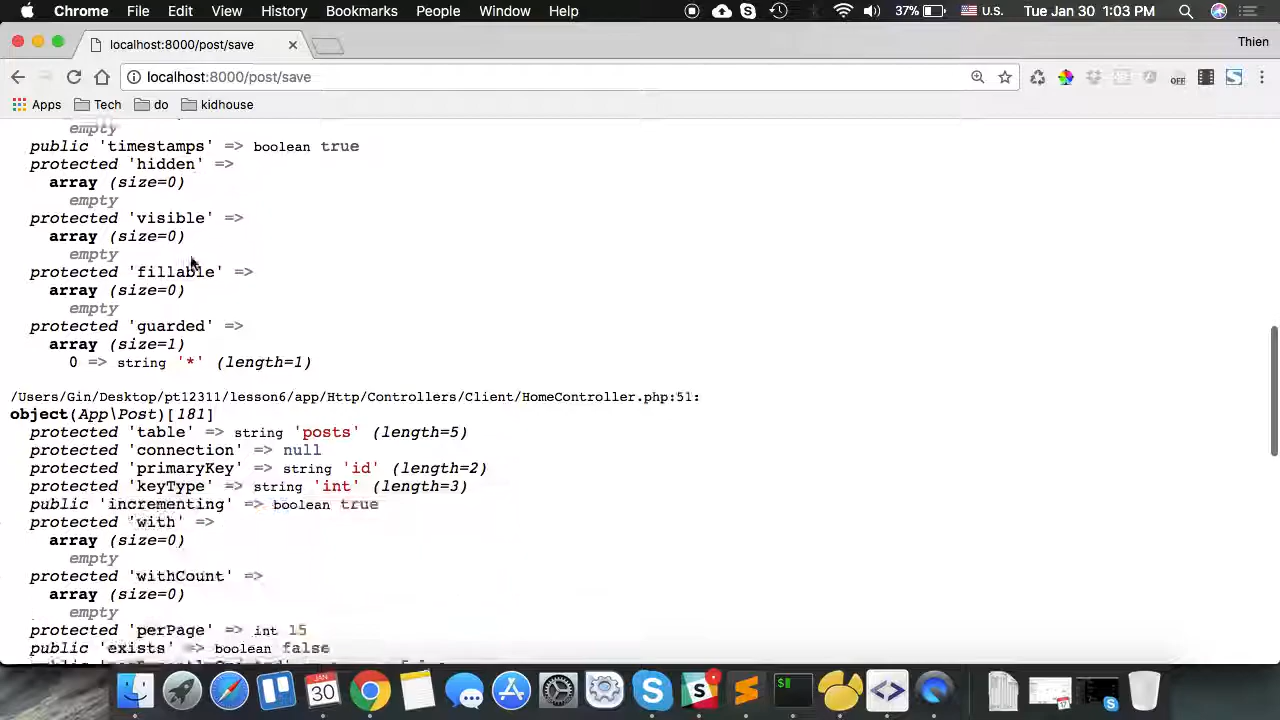 Chrome File Edit View History Bookmarks People Window Help 37% U.S. Tue Jan 30 1:03 PM
localhost:8000/post/save Thien
localhost:8000/post/save OFF
Apps Tech do kidhouse
empty
public 'timestamps' => boolean true
protected 'hidden' =>
array (size=0)
empty
protected 'visible' =>
array (size=0)
empty
protected 'fillable' =>
array (size=0)
empty
protected 'guarded' =>
array (size=1)
0 => string '*' (length=1)
/Users/Gin/Desktop/pt12311/lesson6/app/Http/Controllers/Client/HomeController.php:51:
object(App\Post)[181]
protected 'table' => string 'posts' (length=5)
protected 'connection' => null
protected 'primaryKey' => string 'id' (length=2)
protected 'keyType' => string 'int' (length=3)
public 'incrementing' => boolean true
protected 'with' =>
array (size=0)
empty
protected 'withCount' =>
array (size=0)
empty
protected 'perPage' => int 15
public 'exists' => boolean false
JAN
30
17